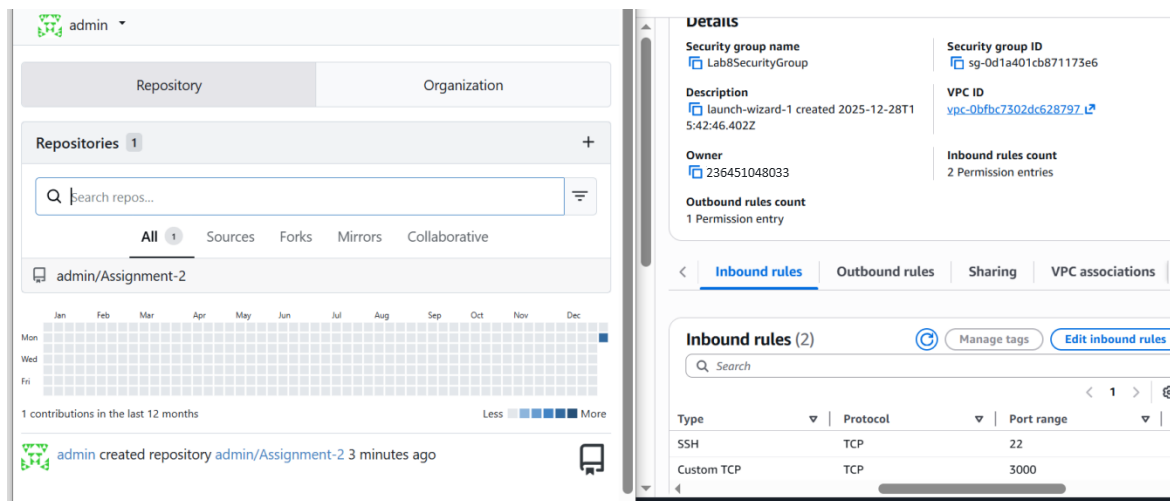 admin
Repository
Organization
Repositories 1
Search repos...
All 1 Sources Forks Mirrors Collaborative
admin/Assignment-2
Jan Feb Mar Apr May Jun Jul Aug Sep Oct Nov Dec
Mon
Wed
Fri
1 contributions in the last 12 months
Less More
admin created repository admin/Assignment-2 3 minutes ago
Details
Security group name
Lab8SecurityGroup
Security group ID
sg-0d1a401cb871173e6
Description
launch-wizard-1 created 2025-12-28T1
5:42:46.402Z
VPC ID
vpc-0bfbc7302dc628797
Owner
236451048033
Inbound rules count
2 Permission entries
Outbound rules count
1 Permission entry
Inbound rules Outbound rules Sharing VPC associations
Inbound rules (2)
Manage tags
Edit inbound rules
Search
1
Type Protocol Port range
SSH TCP 22
Custom TCP TCP 3000